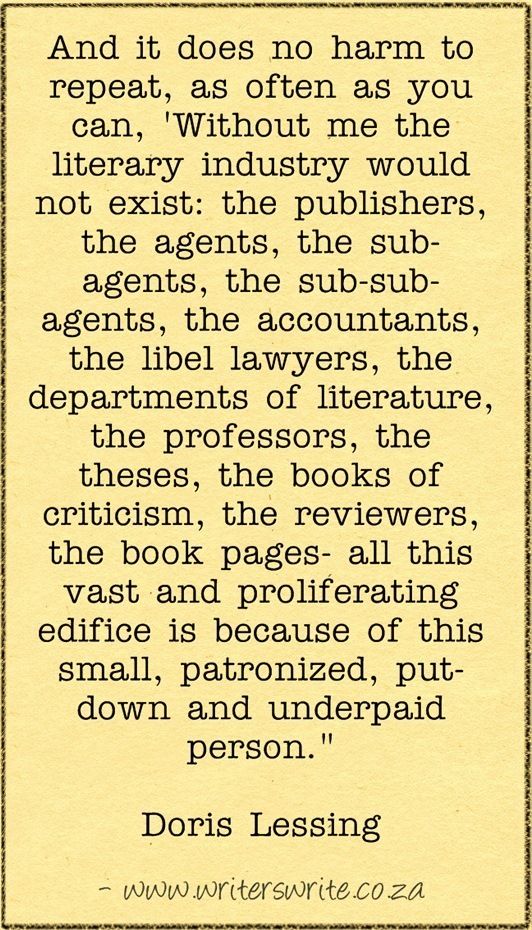 And it does no harm to
repeat, as often as you
can, 'Without me the
literary industry would
not exist: the publishers,
the agents, the sub-
agents, the sub-sub-
agents, the accountants,
the libel lawyers, the
departments of literature,
the professors, the
theses, the books of
criticism, the reviewers,
the book pages- all this
vast and proliferating
edifice is because of this
small, patronized, put-
down and underpaid
person."
Doris Lessing
- www.writerswrite.co.za